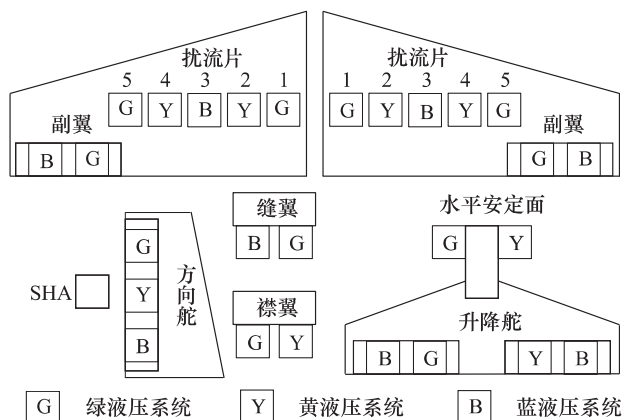 扰流片 扰流片
5 4 3 2 1 1 2 3 4 5
G Y B Y G G Y B Y G
副翼 副翼
B G G B
缝翼 水平安定面
B G G Y
G
SHA Y 方向舵
B
襟翼 升降舵
G Y B G Y B
G 绿液压系统 Y 黄液压系统 B 蓝液压系统